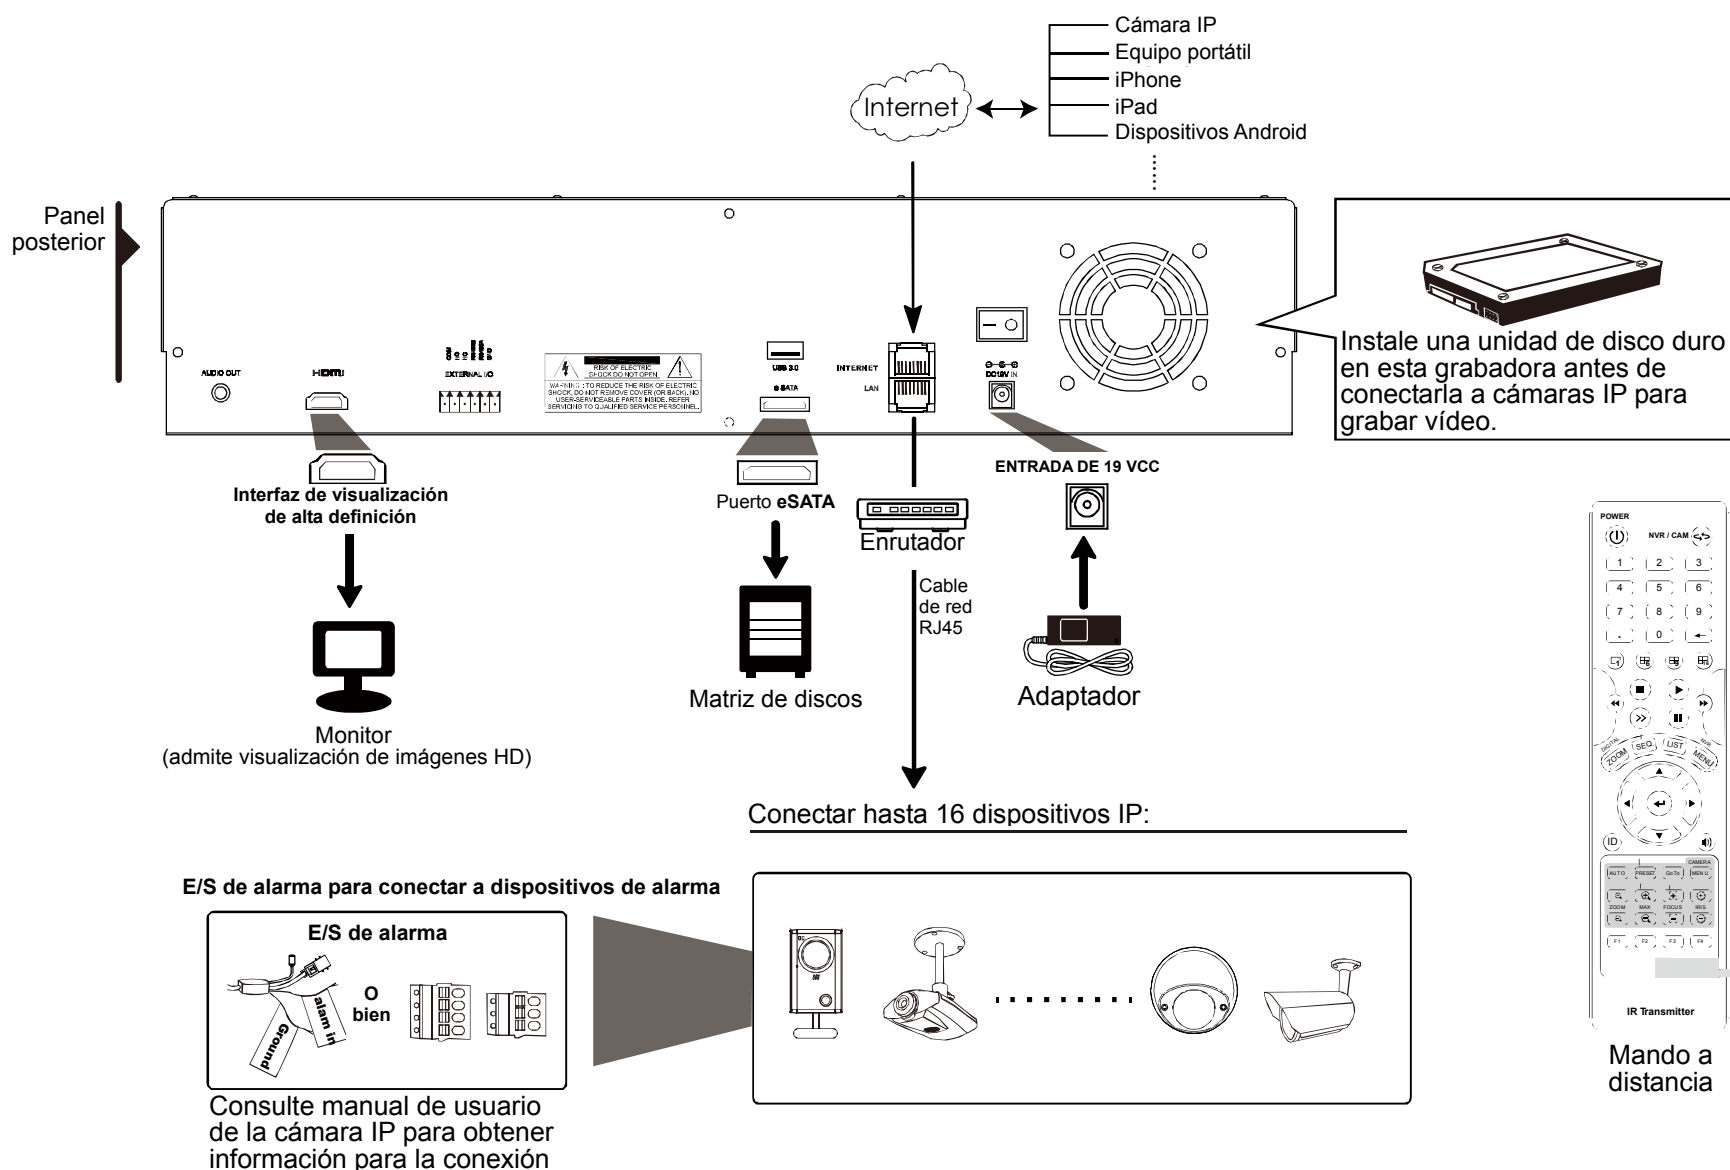 Cámara IP
Equipo portátil
iPhone
iPad
Dispositivos Android
Internet
Panel
posterior
AUDIO OUT
HDMI
COM
I/O
I/O
EXTERNAL I/O
RISK OF ELECTRIC
SHOCK DO NOT OPEN
WARNING : TO REDUCE THE RISK OF ELECTRIC
SHOCK, DO NOT REMOVE COVER (OR BACK). NO
USER-SERVICEABLE PARTS INSIDE. REFER
SERVICING TO QUALIFIED SERVICE PERSONNEL.
USB 3.0
e SATA
INTERNET
LAN
DC19V IN
Instale una unidad de disco duro
en esta grabadora antes de
conectarla a cámaras IP para
grabar vídeo.
Interfaz de visualización
de alta definición
Puerto eSATA
Enrutador
ENTRADA DE 19 VCC
Cable
de red
RJ45
Monitor
(admite visualización de imágenes HD)
Matriz de discos
Adaptador
Conectar hasta 16 dispositivos IP:
E/S de alarma para conectar a dispositivos de alarma
E/S de alarma
alam in
Ground
O
bien
Consulte manual de usuario
de la cámara IP para obtener
información para la conexión
POWER
NVR / CAM
1 2 3
4 5 6
7 8 9
. 0
DIGITAL
ZOOM
SEQ
LIST
NVR
MENU
ID
CAMERA
AUTO PRESET GoTo MENU
ZOOM MAX FOCUS IRIS
F1 F2 F3 F4
IR Transmitter
Mando a
distancia